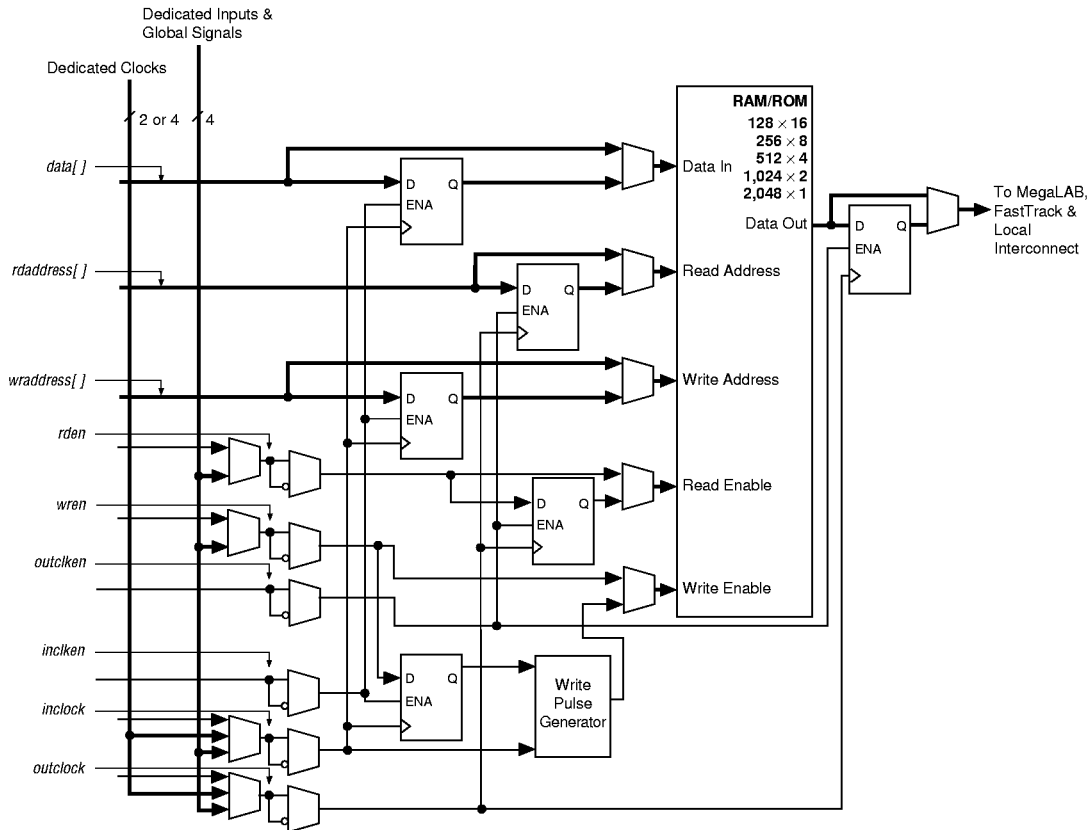 Dedicated Inputs &
Global Signals
Dedicated Clocks
2 or 4
4
RAM/ROM
128 × 16
256 × 8
512 × 4
1,024 × 2
2,048 × 1
data[ ]
D
Q
ENA
Data In
Data Out
D
Q
ENA
To MegaLAB,
FastTrack &
Local
Interconnect
rdaddress[ ]
D
Q
ENA
Read Address
wraddress[ ]
D
Q
ENA
Write Address
rden
D
Q
ENA
Read Enable
wren
outclken
Write Enable
inclken
D
Q
ENA
Write
Pulse
Generator
inclock
outclock